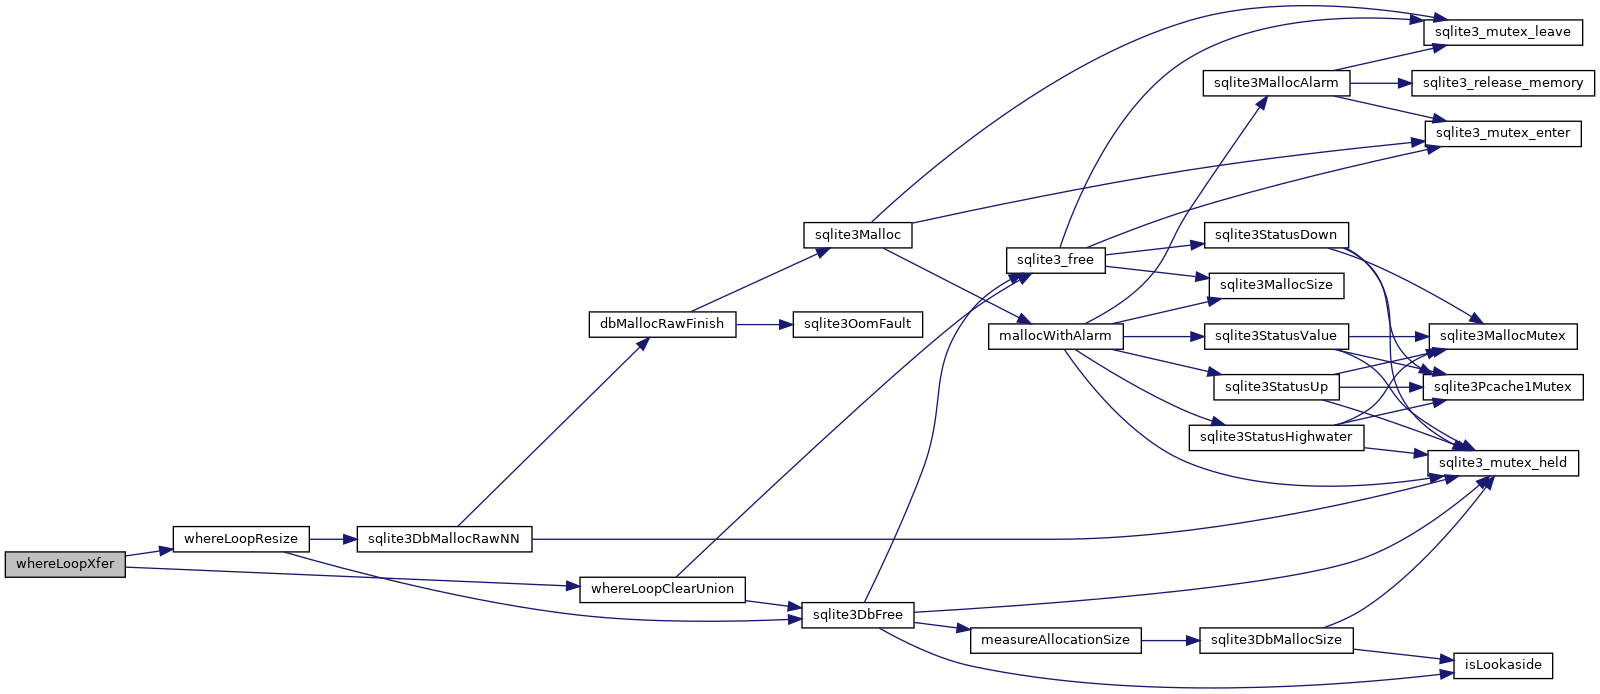 sqlite3_mutex_leave
sqlite3MallocAlarm
sqlite3_release_memory
sqlite3_mutex_enter
sqlite3Malloc
sqlite3StatusDown
sqlite3_free
sqlite3MallocSize
dbMallocRawFinish
sqlite3OomFault
mallocWithAlarm
sqlite3StatusValue
sqlite3MallocMutex
sqlite3StatusUp
sqlite3Pcache1Mutex
sqlite3StatusHighwater
sqlite3_mutex_held
whereLoopResize
sqlite3DbMallocRawNN
whereLoopXfer
whereLoopClearUnion
sqlite3DbFree
measureAllocationSize
sqlite3DbMallocSize
isLookaside